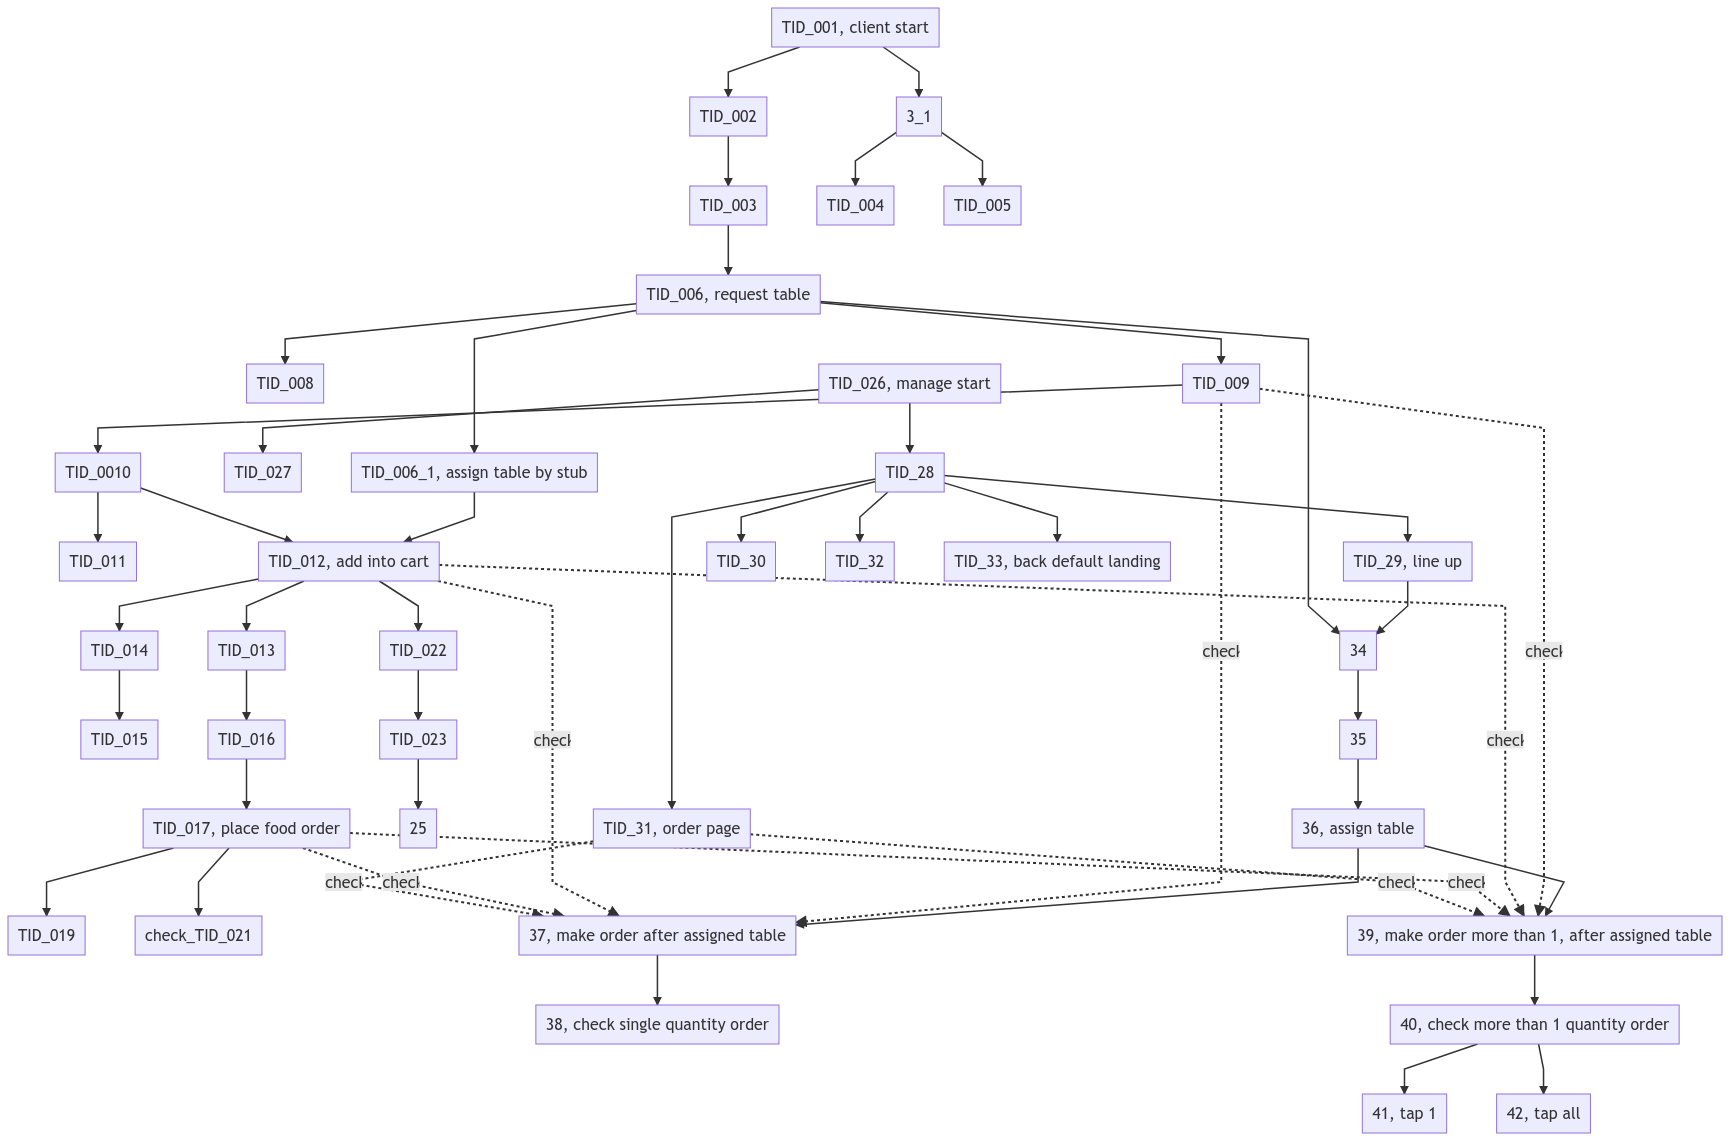 TID_001, client start
TID_002
3_1
TID_003
TID_004
TID_005
TID_006, request table
TID_008
TID_026, manage start
TID_009
TID_0010
TID_027
TID_006_1, assign table by stub
TID_28
TID_011
TID_012, add into cart
TID_30
TID_32
TID_33, back default landing
TID_29, line up
TID_014
TID_013
TID_022
check
34
check
TID_015
TID_016
TID_023
check
check
35
TID_017, place food order
25
TID_31, order page
36, assign table
check
check
check
check
TID_019
check_TID_021
37, make order after assigned table
39, make order more than 1, after assigned table
38, check single quantity order
40, check more than 1 quantity order
41, tap 1
42, tap all